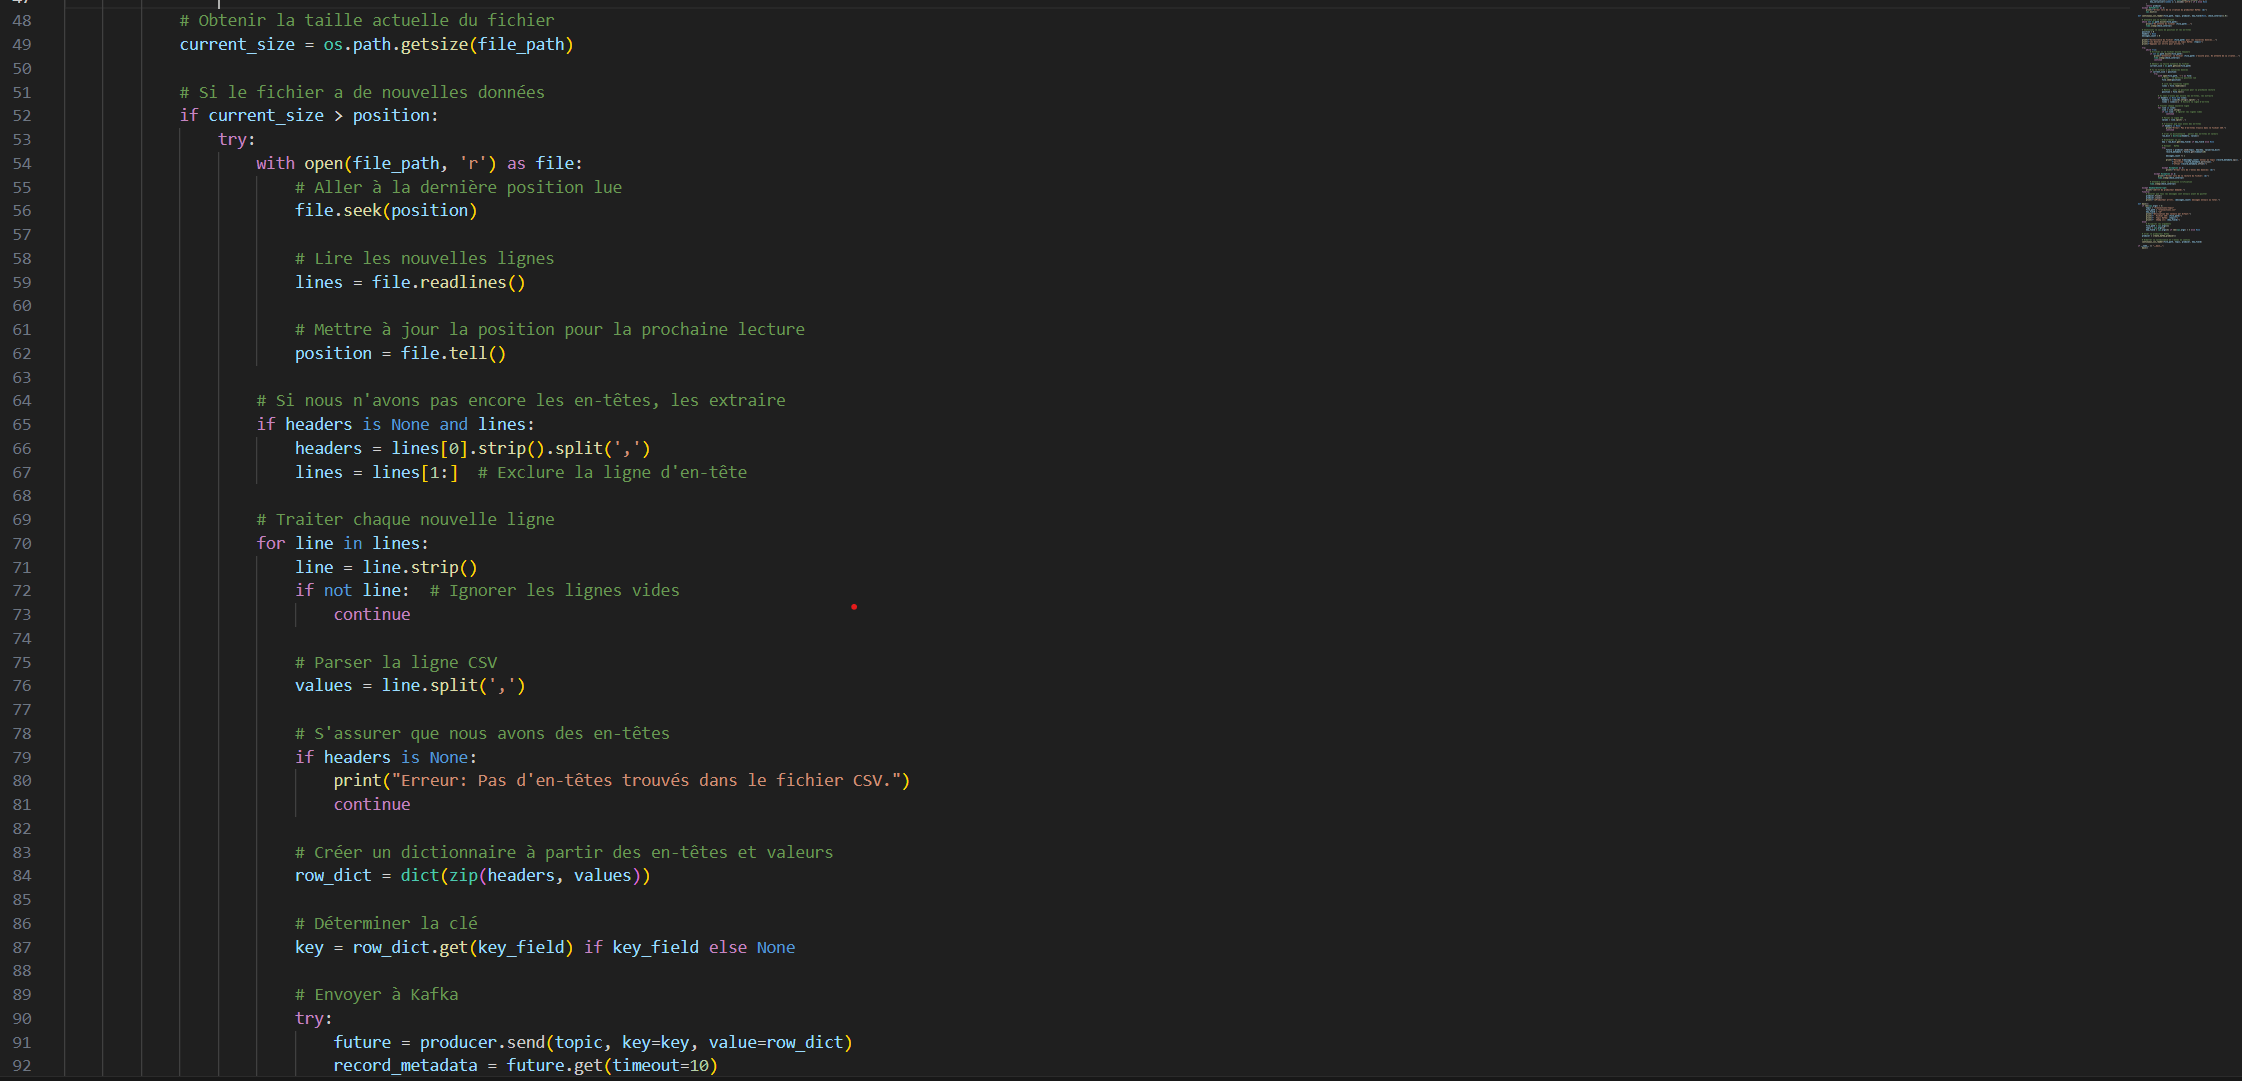 48 # Obtenir la taille actuelle du fichier
49 current_size = os.path.getsize(file_path)
50
51 # Si le fichier a de nouvelles données
52 if current_size > position:
53 try:
54 with open(file_path, 'r') as file:
55 # Aller à la dernière position lue
56 file.seek(position)
57
58 # Lire les nouvelles lignes
59 lines = file.readlines()
60
61 # Mettre à jour la position pour la prochaine lecture
62 position = file.tell()
63
64 # Si nous n'avons pas encore les en-têtes, les extraire
65 if headers is None and lines:
66 headers = lines[0].strip().split(',')
67 lines = lines[1:]  # Exclure la ligne d'en-tête
68
69 # Traiter chaque nouvelle ligne
70 for line in lines:
71 line = line.strip()
72 if not line:  # Ignorer les lignes vides
73 continue
74
75 # Parser la ligne CSV
76 values = line.split(',')
77
78 # S'assurer que nous avons des en-têtes
79 if headers is None:
80 print("Erreur: Pas d'en-têtes trouvés dans le fichier CSV.")
81 continue
82
83 # Créer un dictionnaire à partir des en-têtes et valeurs
84 row_dict = dict(zip(headers, values))
85
86 # Déterminer la clé
87 key = row_dict.get(key_field) if key_field else None
88
89 # Envoyer à Kafka
90 try:
91 future = producer.send(topic, key=key, value=row_dict)
92 record_metadata = future.get(timeout=10)